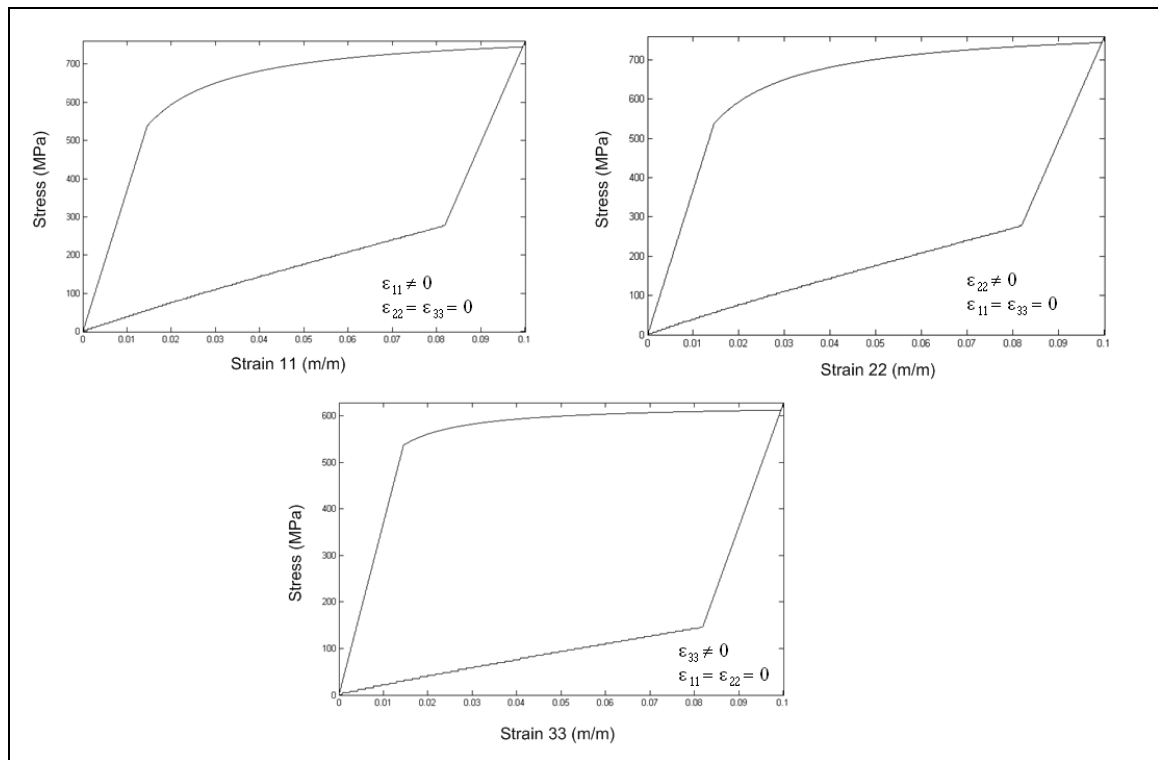 Stress (MPa)
700
600
500
400
300
200
100
0
0 0.01 0.02 0.03 0.04 0.05 0.06 0.07 0.08 0.09 0.1
ε11 ≠ 0
ε22 = ε33 = 0
Strain 11 (m/m)
Stress (MPa)
700
600
500
400
300
200
100
0
0 0.01 0.02 0.03 0.04 0.05 0.06 0.07 0.08 0.09 0.1
ε22 ≠ 0
ε11 = ε33 = 0
Strain 22 (m/m)
Stress (MPa)
600
500
400
300
200
100
0
0 0.01 0.02 0.03 0.04 0.05 0.06 0.07 0.08 0.09 0.1
ε33 ≠ 0
ε11 = ε22 = 0
Strain 33 (m/m)